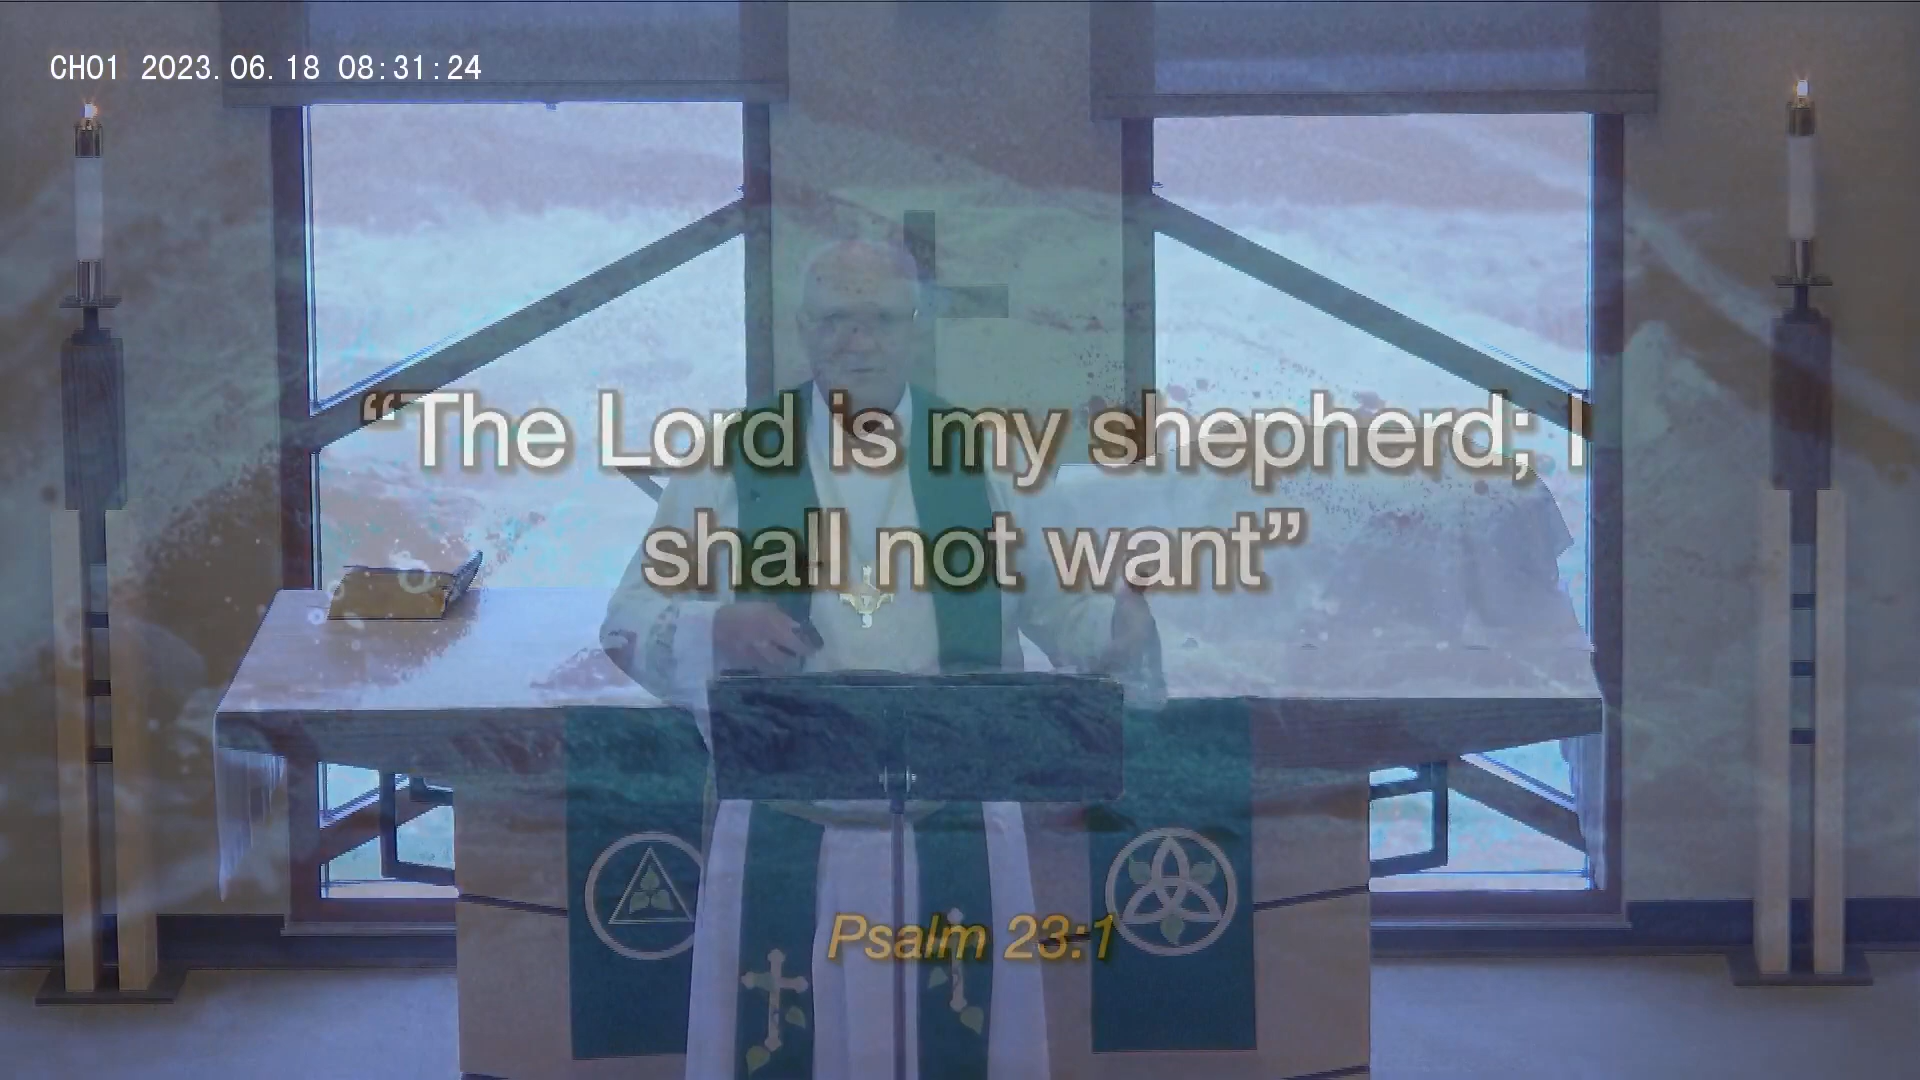 CH01 2023.06.18 08:31:24
“The Lord is my shepherd; I
shall not want”
Psalm 23:1